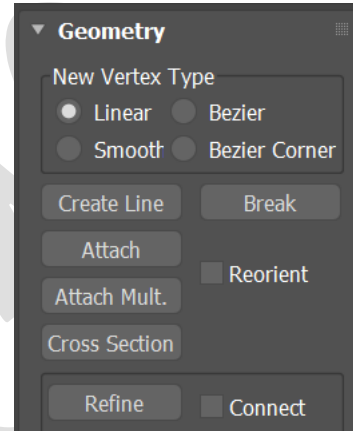 Geometry
New Vertex Type
Linear Bezier
Smooth Bezier Corner
Create Line Break
Attach
Reorient
Attach Mult.
Cross Section
Refine Connect